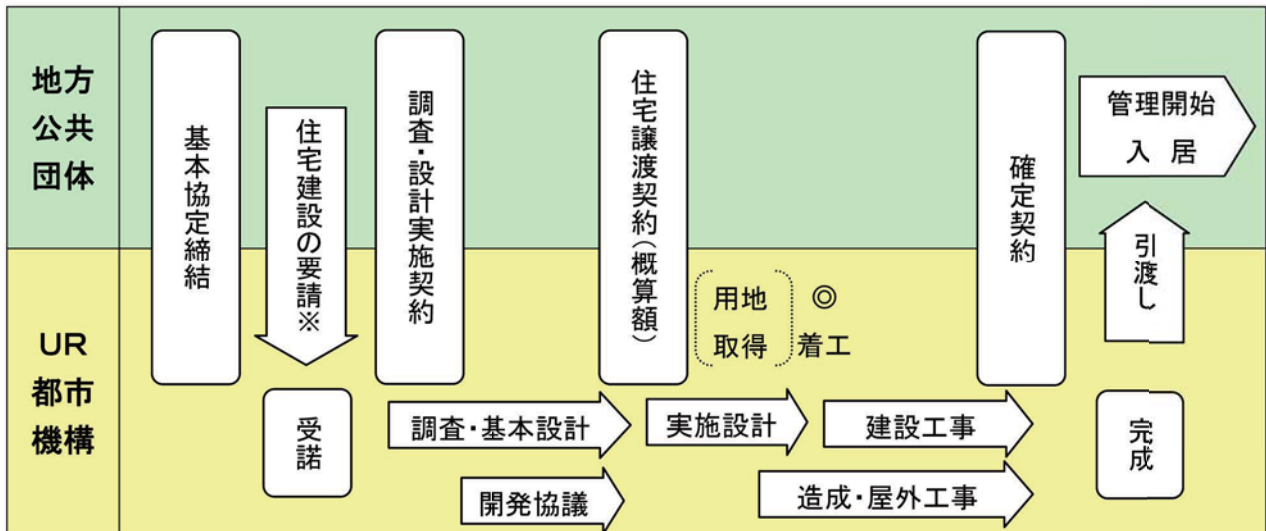 地方
公共
団体
基本協定締結
住宅建設の要請※
調査・設計実施契約
住宅譲渡契約(概算額)
確定契約
管理開始
入 居
引渡し
UR
都市
機構
受諾
用地
取得
◎
着工
調査・基本設計
実施設計
建設工事
開発協議
造成・屋外工事
完成